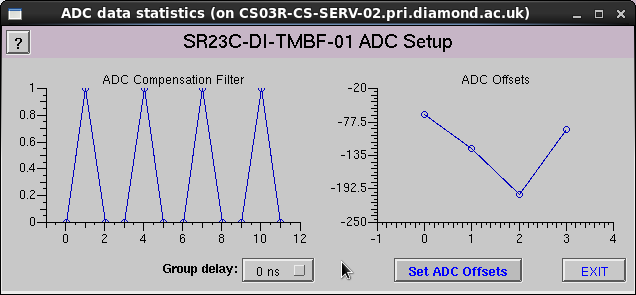 ADC data statistics (on CS03R-CS-SERV-02.pri.diamond.ac.uk)
? SR23C-DI-TMBF-01 ADC Setup
ADC Compensation Filter
1
0.8
0.6
0.4
0.2
0
0 2 4 6 8 10 12
ADC Offsets
-20
-77.5
-135
-192.5
-250
-1 0 1 2 3 4
Group delay: 0 ns Set ADC Offsets EXIT